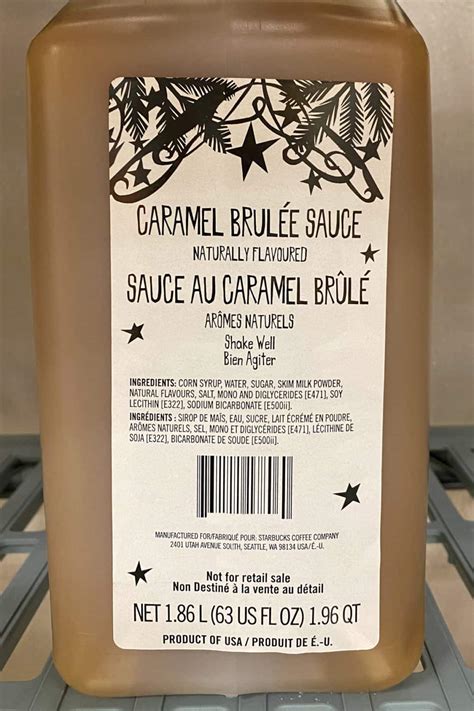 CARAMEL BRULÉE SAUCE
NATURALLY FLAVOURED
SAUCE AU CARAMEL BRÛLÉ
ARÔMES NATURELS
Shake Well
Bien Agiter
INGREDIENTS: CORN SYRUP, WATER, SUGAR, SKIM MILK POWDER,
NATURAL FLAVOURS, SALT, MONO AND DIGLYCERIDES [E471], SOY
LECITHIN [E322], SODIUM BICARBONATE [E500ii].
INGRÉDIENTS : SIROP DE MAÏS, EAU, SUCRE, LAIT ÉCRÉMÉ EN POUDRE,
ARÔMES NATURELS, SEL, MONO ET DIGLYCÉRIDES [E471], LÉCITHINE DE
SOJA [E322], BICARBONATE DE SOUDE [E500ii].
MANUFACTURED FOR/FABRIQUÉ POUR: STARBUCKS COFFEE COMPANY
2401 UTAH AVENUE SOUTH, SEATTLE, WA 98134 USA/É.-U.
Not for retail sale
Non Destiné à la vente au détail
NET 1.86 L (63 US FL OZ) 1.96 QT
PRODUCT OF USA / PRODUIT DE É.-U.